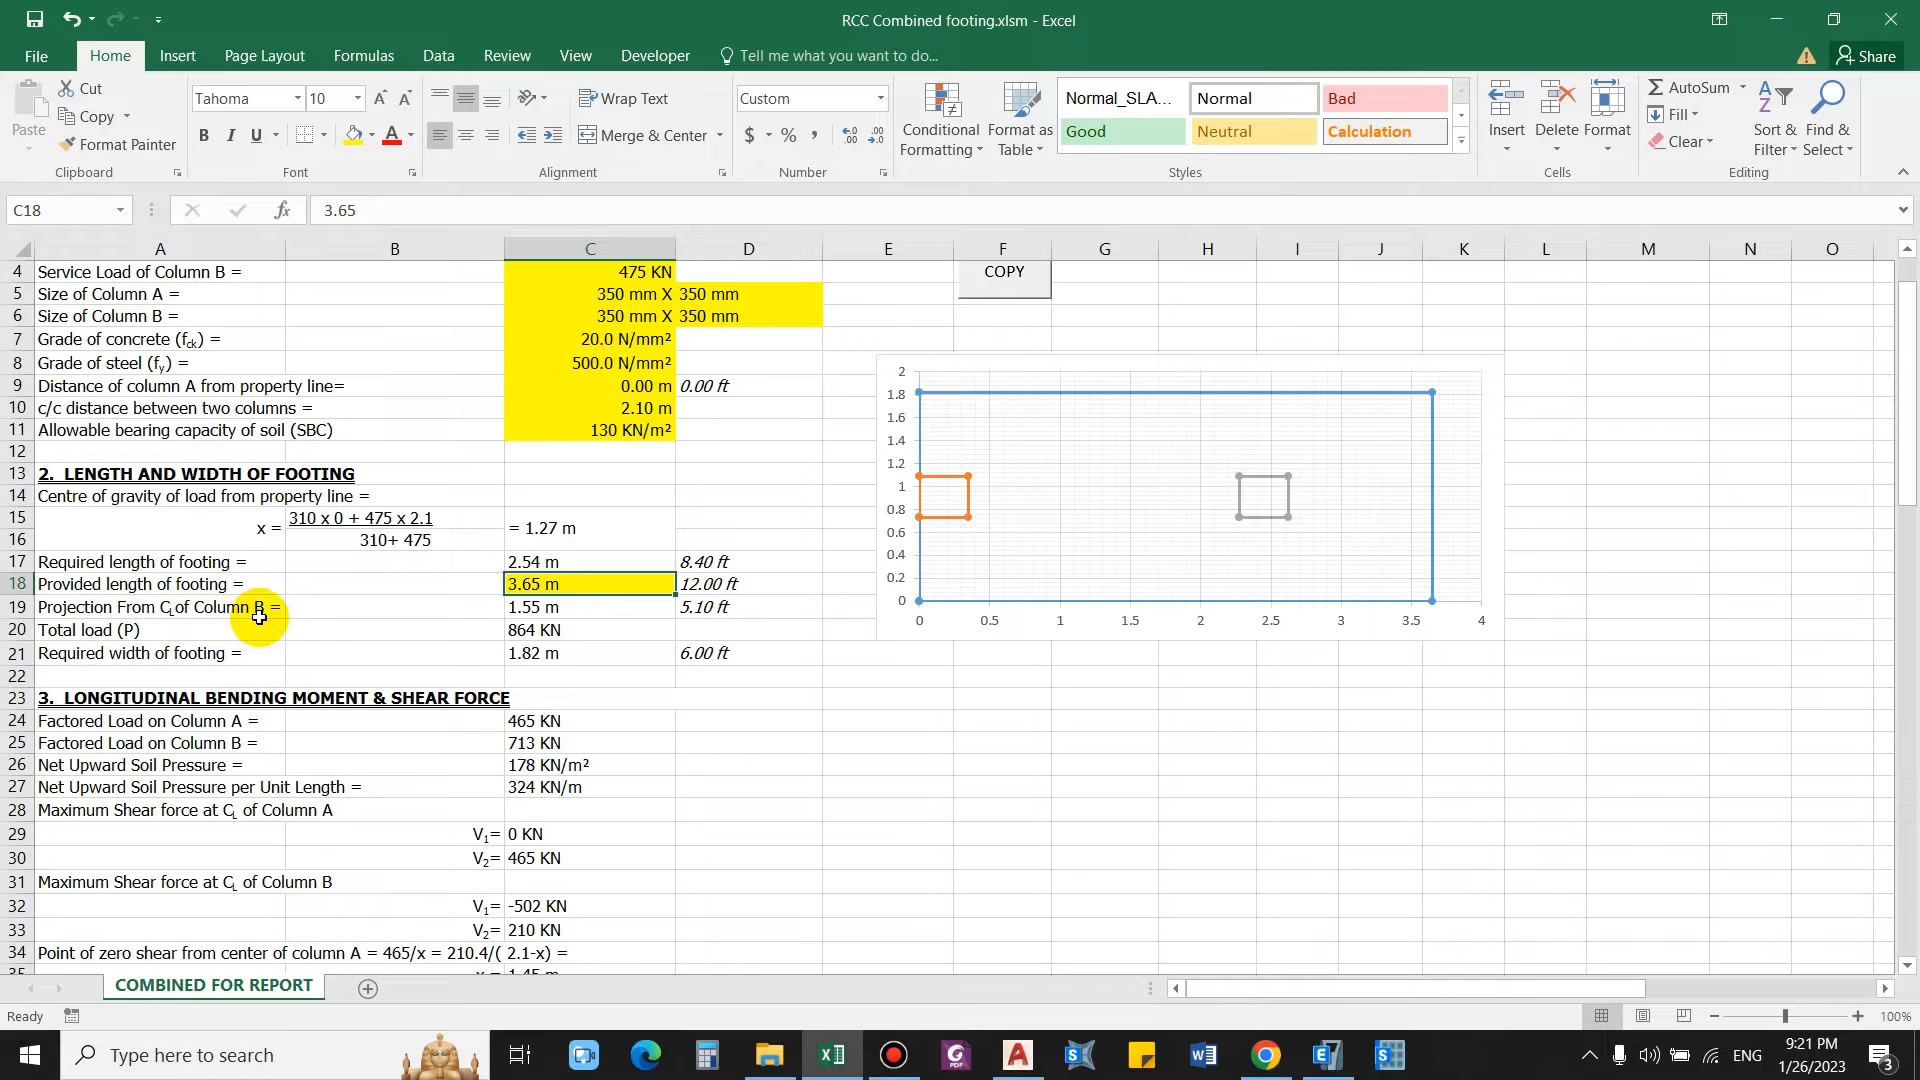 RCC Combined footing.xlsm - Excel
File Home Insert Page Layout Formulas Data Review View Developer Tell me what you want to do... Share
Paste
Cut
Copy
Format Painter
Clipboard
Tahoma 10
B I U
Font
Wrap Text
Merge & Center
Alignment
Custom
$ % ,
Number
Conditional Formatting
Format as Table
Normal_SLA... Normal Bad
Good Neutral Calculation
Styles
Insert Delete Format
Cells
AutoSum
Fill
Clear
Sort & Filter
Find & Select
Editing
C18 fx 3.65
A B C D E F G H I J K L M N O
4 Service Load of Column B = 475 KN
COPY
5 Size of Column A = 350 mm X 350 mm
6 Size of Column B = 350 mm X 350 mm
7 Grade of concrete (fck) = 20.0 N/mm²
8 Grade of steel (fy) = 500.0 N/mm²
9 Distance of column A from property line= 0.00 m 0.00 ft
10 c/c distance between two columns = 2.10 m
11 Allowable bearing capacity of soil (SBC) 130 KN/m²
12
13 2. LENGTH AND WIDTH OF FOOTING
14 Centre of gravity of load from property line =
15 310 x 0 + 475 x 2.1
x = = 1.27 m
16 310+ 475
17 Required length of footing = 2.54 m 8.40 ft
18 Provided length of footing = 3.65 m 12.00 ft
19 Projection From CL of Column B = 1.55 m 5.10 ft
20 Total load (P) 864 KN
21 Required width of footing = 1.82 m 6.00 ft
22
23 3. LONGITUDINAL BENDING MOMENT & SHEAR FORCE
24 Factored Load on Column A = 465 KN
25 Factored Load on Column B = 713 KN
26 Net Upward Soil Pressure = 178 KN/m²
27 Net Upward Soil Pressure per Unit Length = 324 KN/m
28 Maximum Shear force at CL of Column A
29 V1= 0 KN
30 V2= 465 KN
31 Maximum Shear force at CL of Column B
32 V1= -502 KN
33 V2= 210 KN
34 Point of zero shear from center of column A = 465/x = 210.4/( 2.1-x) =
35 x = 1.45 m
2
1.8
1.6
1.4
1.2
1
0.8
0.6
0.4
0.2
0
0 0.5 1 1.5 2 2.5 3 3.5 4
COMBINED FOR REPORT
Ready
100%
Type here to search
ENG
9:21 PM
1/26/2023
3